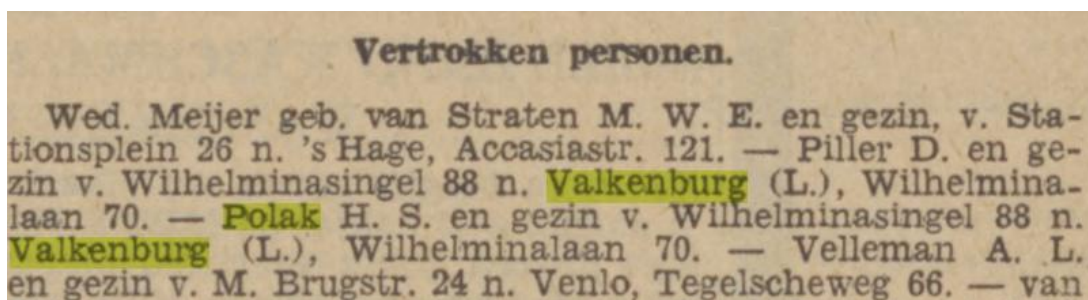 Vertrokken personen.
Wed. Meijer geb. van Straten M. W. E. en gezin, v. Sta-
tionsplein 26 n. 's Hage, Accasiastr. 121. — Piller D. en ge-
zin v. Wilhelminasingel 88 n. Valkenburg (L.), Wilhelmina-
laan 70. — Polak H. S. en gezin v. Wilhelminasingel 88 n.
Valkenburg (L.), Wilhelminalaan 70. — Velleman A. L.
en gezin v. M. Brugstr. 24 n. Venlo, Tegelscheweg 66. — van